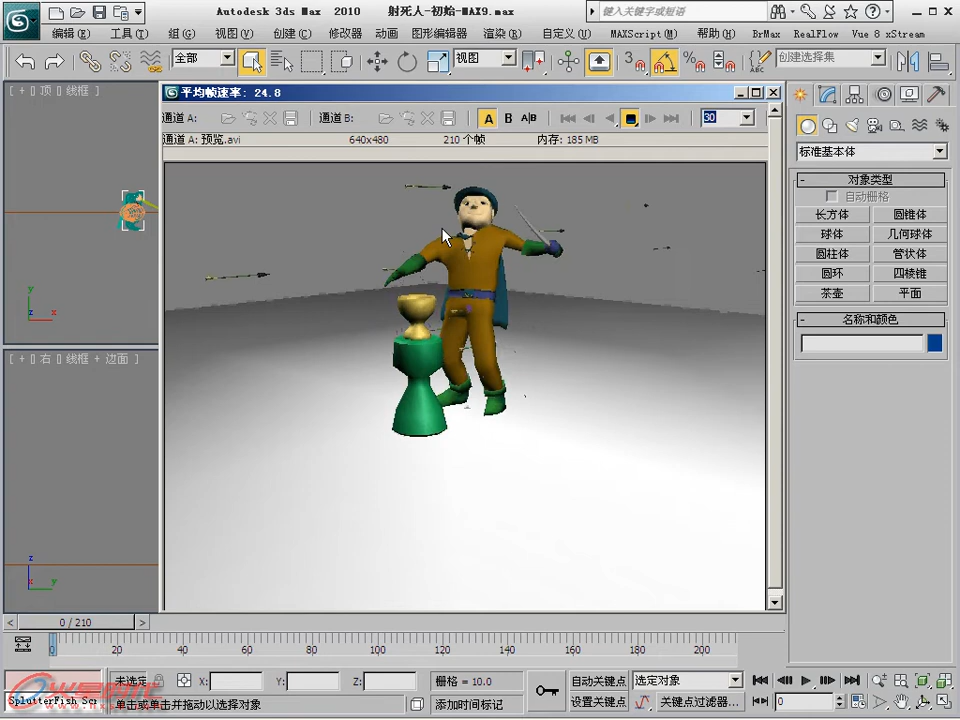 Autodesk 3ds Max 2010 射死人-初始-MAX9.max
键入关键字或短语
编辑(E) 工具(T) 组(G) 视图(V) 创建(C) 修改器 动画 图形编辑器 渲染(R) 自定义(U) MAXScript(M) 帮助(H) BrMax RealFlow Vue 8 xStream
全部 视图 3 % ABC 创建选择集
[ + [] 顶 [] 线框 ]
平均帧速率: 24.8
通道 A: 通道 B: A B A|B 30
通道 A: 预览.avi 640x480 210 个帧 内存: 185 MB
标准基本体
- 对象类型
自动栅格
长方体 圆锥体
球体 几何球体
圆柱体 管状体
圆环 四棱锥
茶壶 平面
- 名称和颜色
y
z x
[ + [] 右 [] 线框 + 边面 ]
z
x y
< 0 / 210 >
0 20 40 60 80 100 120 140 160 180 200
未选定 X: Y: Z: 栅格 = 10.0 自动关键点 选定对象
SplutterFish Scr 单击或单击并拖动以选择对象 添加时间标记 设置关键点 关键点过滤器... 0